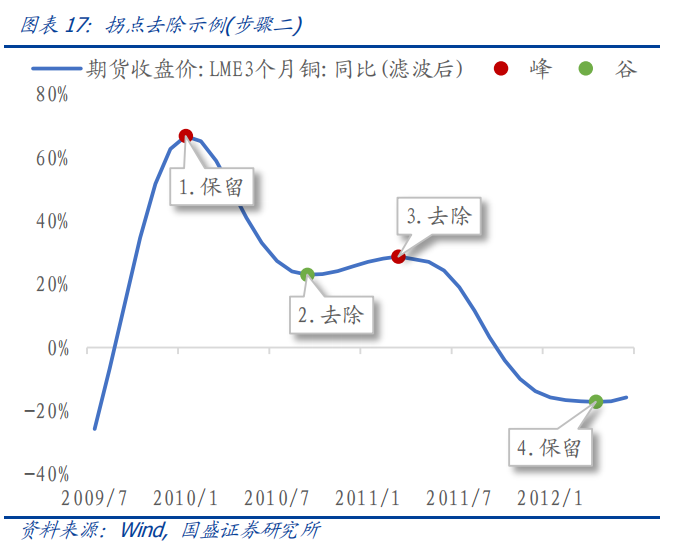 图表 17：拐点去除示例(步骤二)
期货收盘价:LME3个月铜:同比(滤波后) 峰 谷
80%
60%
40%
20%
0%
-20%
-40%
1.保留
3.去除
2.去除
4.保留
2009/7 2010/1 2010/7 2011/1 2011/7 2012/1
资料来源：Wind，国盛证券研究所